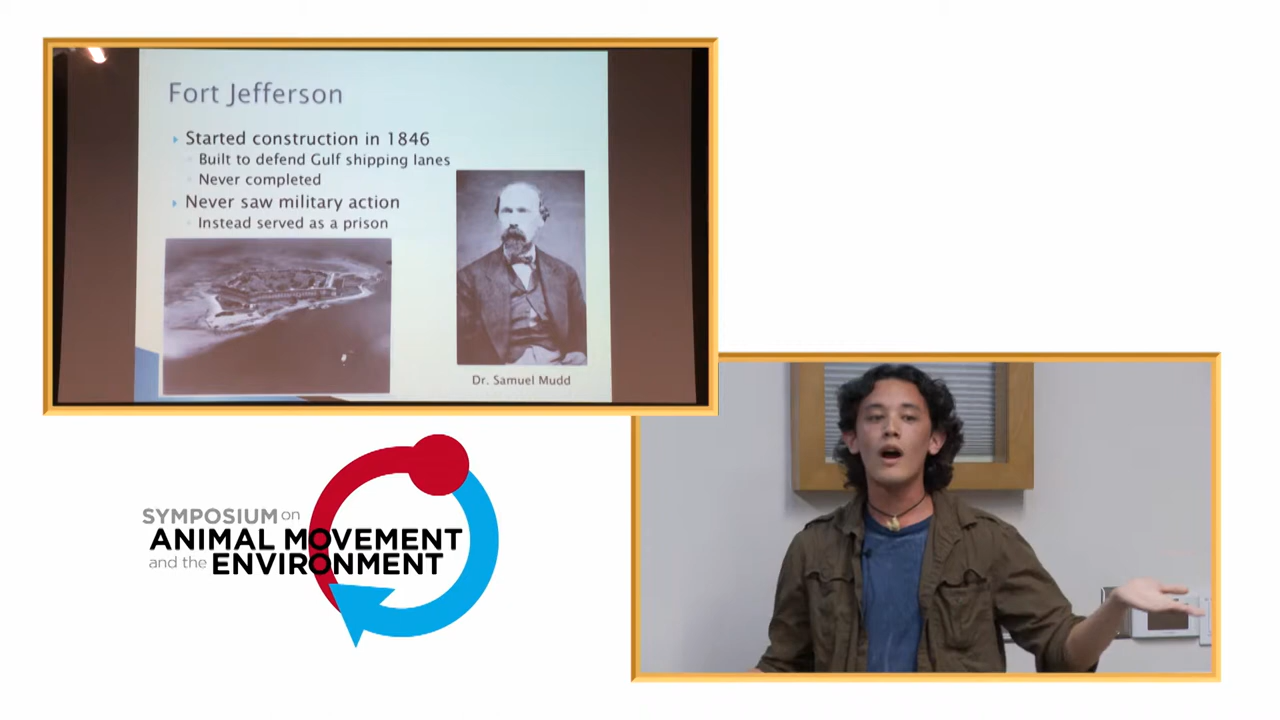 Fort Jefferson
Started construction in 1846
Built to defend Gulf shipping lanes
Never completed
Never saw military action
Instead served as a prison
Dr. Samuel Mudd
SYMPOSIUM on
ANIMAL MOVEMENT
and the ENVIRONMENT